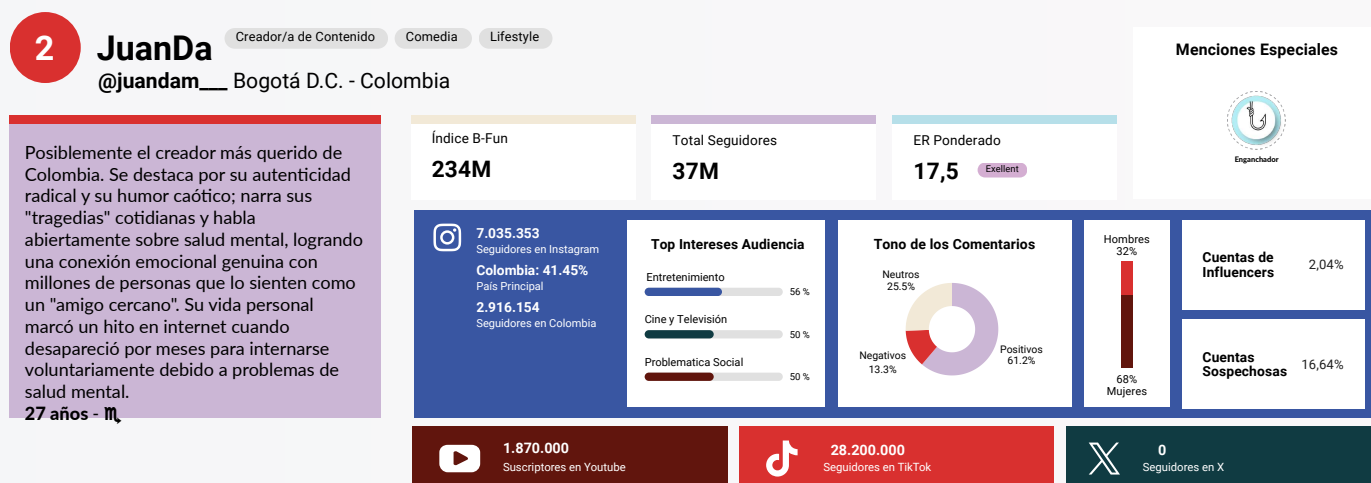 2
JuanDa
Creador/a de Contenido
Comedia
Lifestyle
@juandam___ Bogotá D.C. - Colombia
Menciones Especiales
Enganchador
Posiblemente el creador más querido de
Colombia. Se destaca por su autenticidad
radical y su humor caótico; narra sus
"tragedias" cotidianas y habla
abiertamente sobre salud mental, logrando
una conexión emocional genuina con
millones de personas que lo sienten como
un "amigo cercano". Su vida personal
marcó un hito en internet cuando
desapareció por meses para internarse
voluntariamente debido a problemas de
salud mental.
27 años - ♏
Índice B-Fun
234M
Total Seguidores
37M
ER Ponderado
17,5
Exellent
7.035.353
Seguidores en Instagram
Colombia: 41.45%
País Principal
2.916.154
Seguidores en Colombia
Top Intereses Audiencia
Entretenimiento
56 %
Cine y Televisión
50 %
Problematica Social
50 %
Tono de los Comentarios
Neutros
25.5%
Negativos
13.3%
Positivos
61.2%
Hombres
32%
68%
Mujeres
Cuentas de
Influencers
2,04%
Cuentas
Sospechosas
16,64%
1.870.000
Suscriptores en Youtube
28.200.000
Seguidores en TikTok
0
Seguidores en X